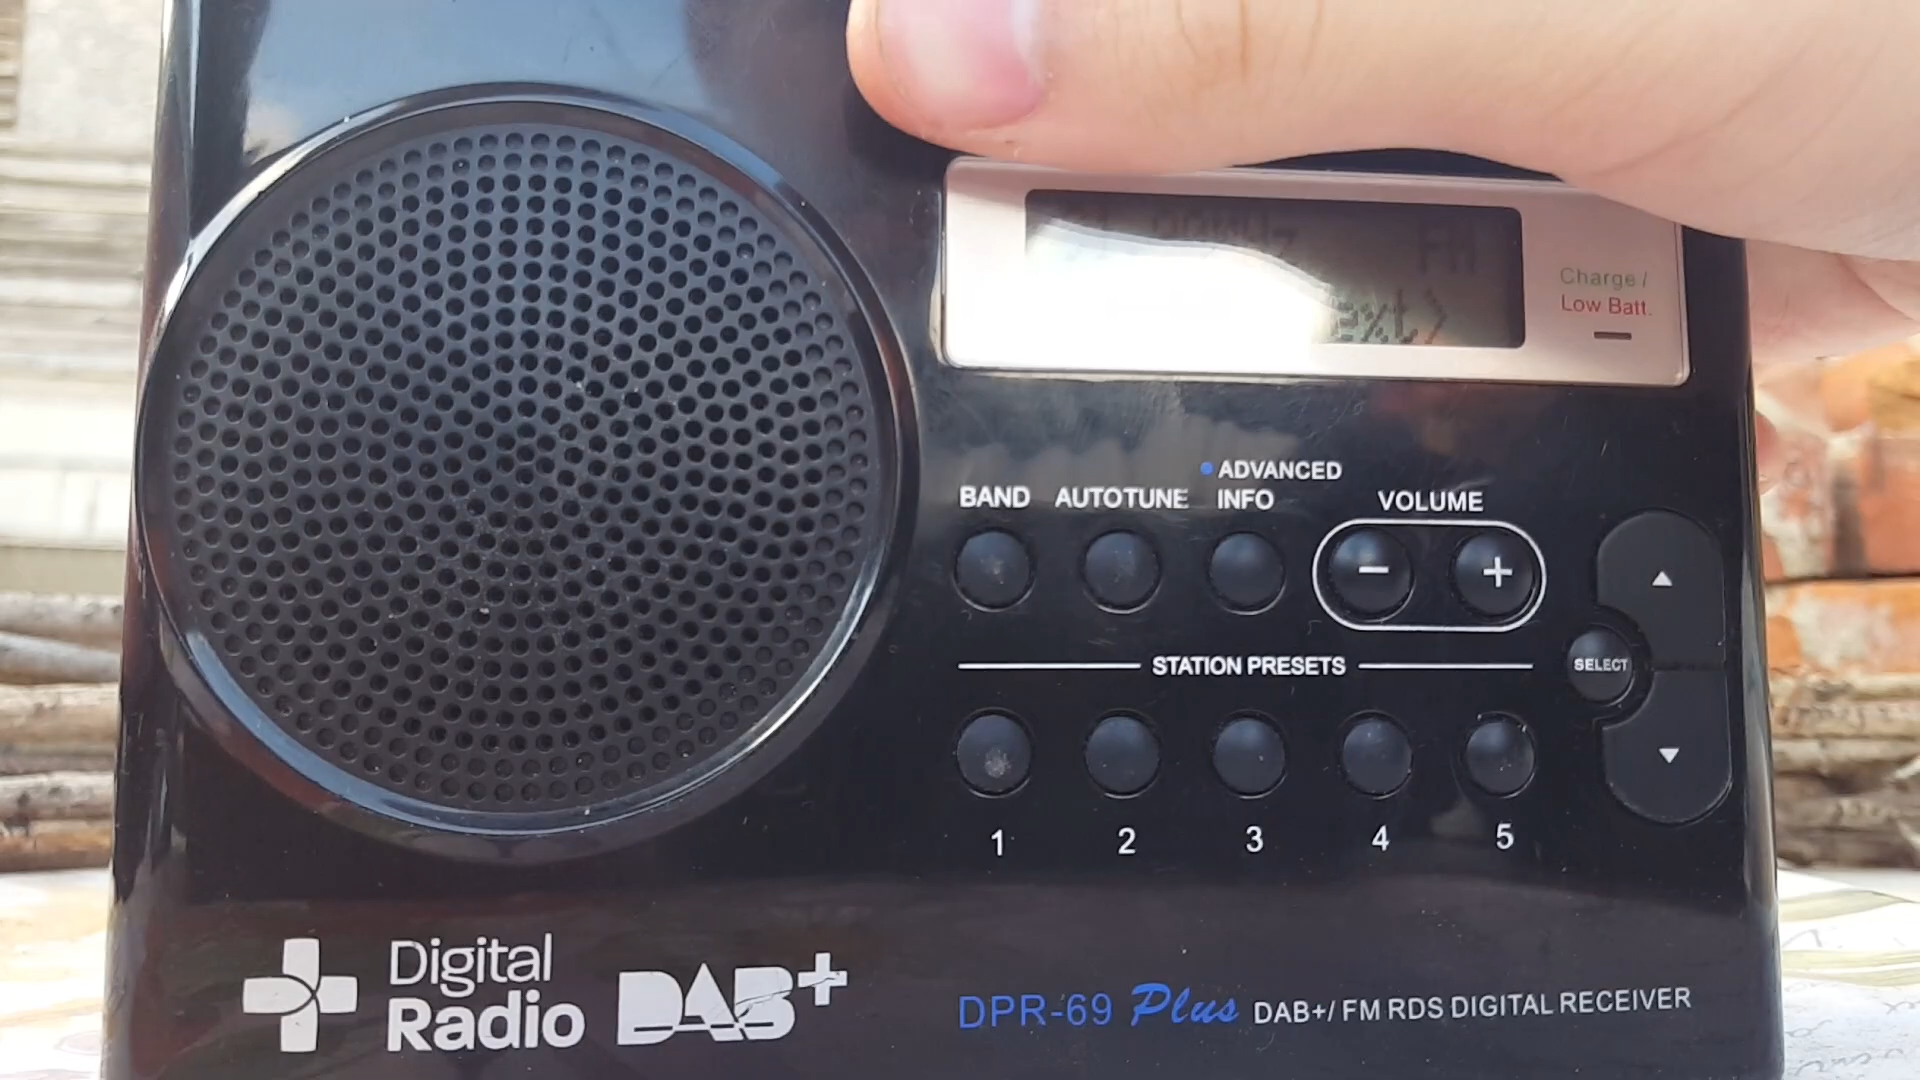 FM
Charge /
Low Batt.
ADVANCED
BAND AUTOTUNE INFO VOLUME
- +
SELECT
STATION PRESETS
1 2 3 4 5
Digital
Radio DAB+
DPR-69 Plus DAB+/ FM RDS DIGITAL RECEIVER